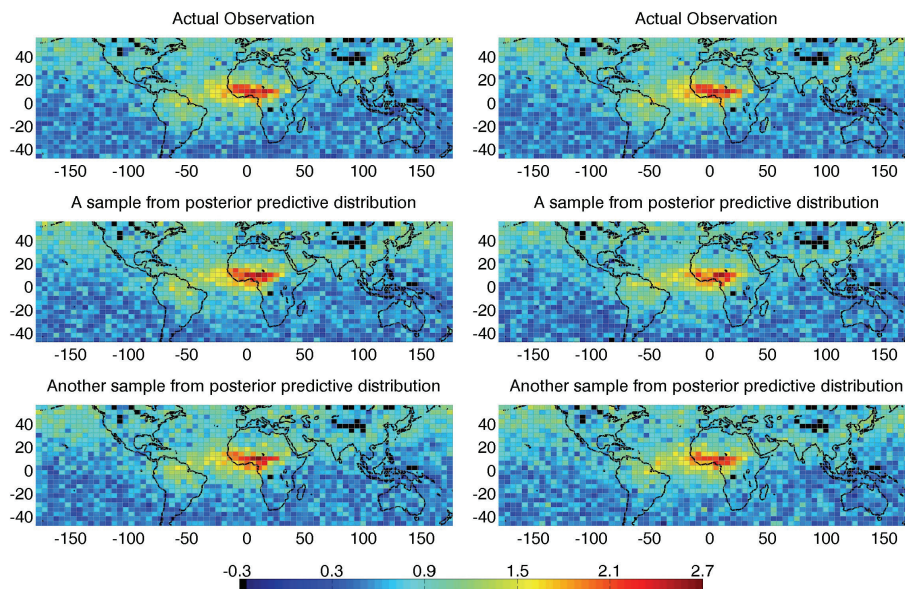 Actual Observation Actual Observation
40 40
20 20
0 0
-20 -20
-40 -40
-150 -100 -50 0 50 100 150 -150 -100 -50 0 50 100 150
A sample from posterior predictive distribution A sample from posterior predictive distribution
40 40
20 20
0 0
-20 -20
-40 -40
-150 -100 -50 0 50 100 150 -150 -100 -50 0 50 100 150
Another sample from posterior predictive distribution Another sample from posterior predictive distribution
40 40
20 20
0 0
-20 -20
-40 -40
-150 -100 -50 0 50 100 150 -150 -100 -50 0 50 100 150
-0.3 0.3 0.9 1.5 2.1 2.7